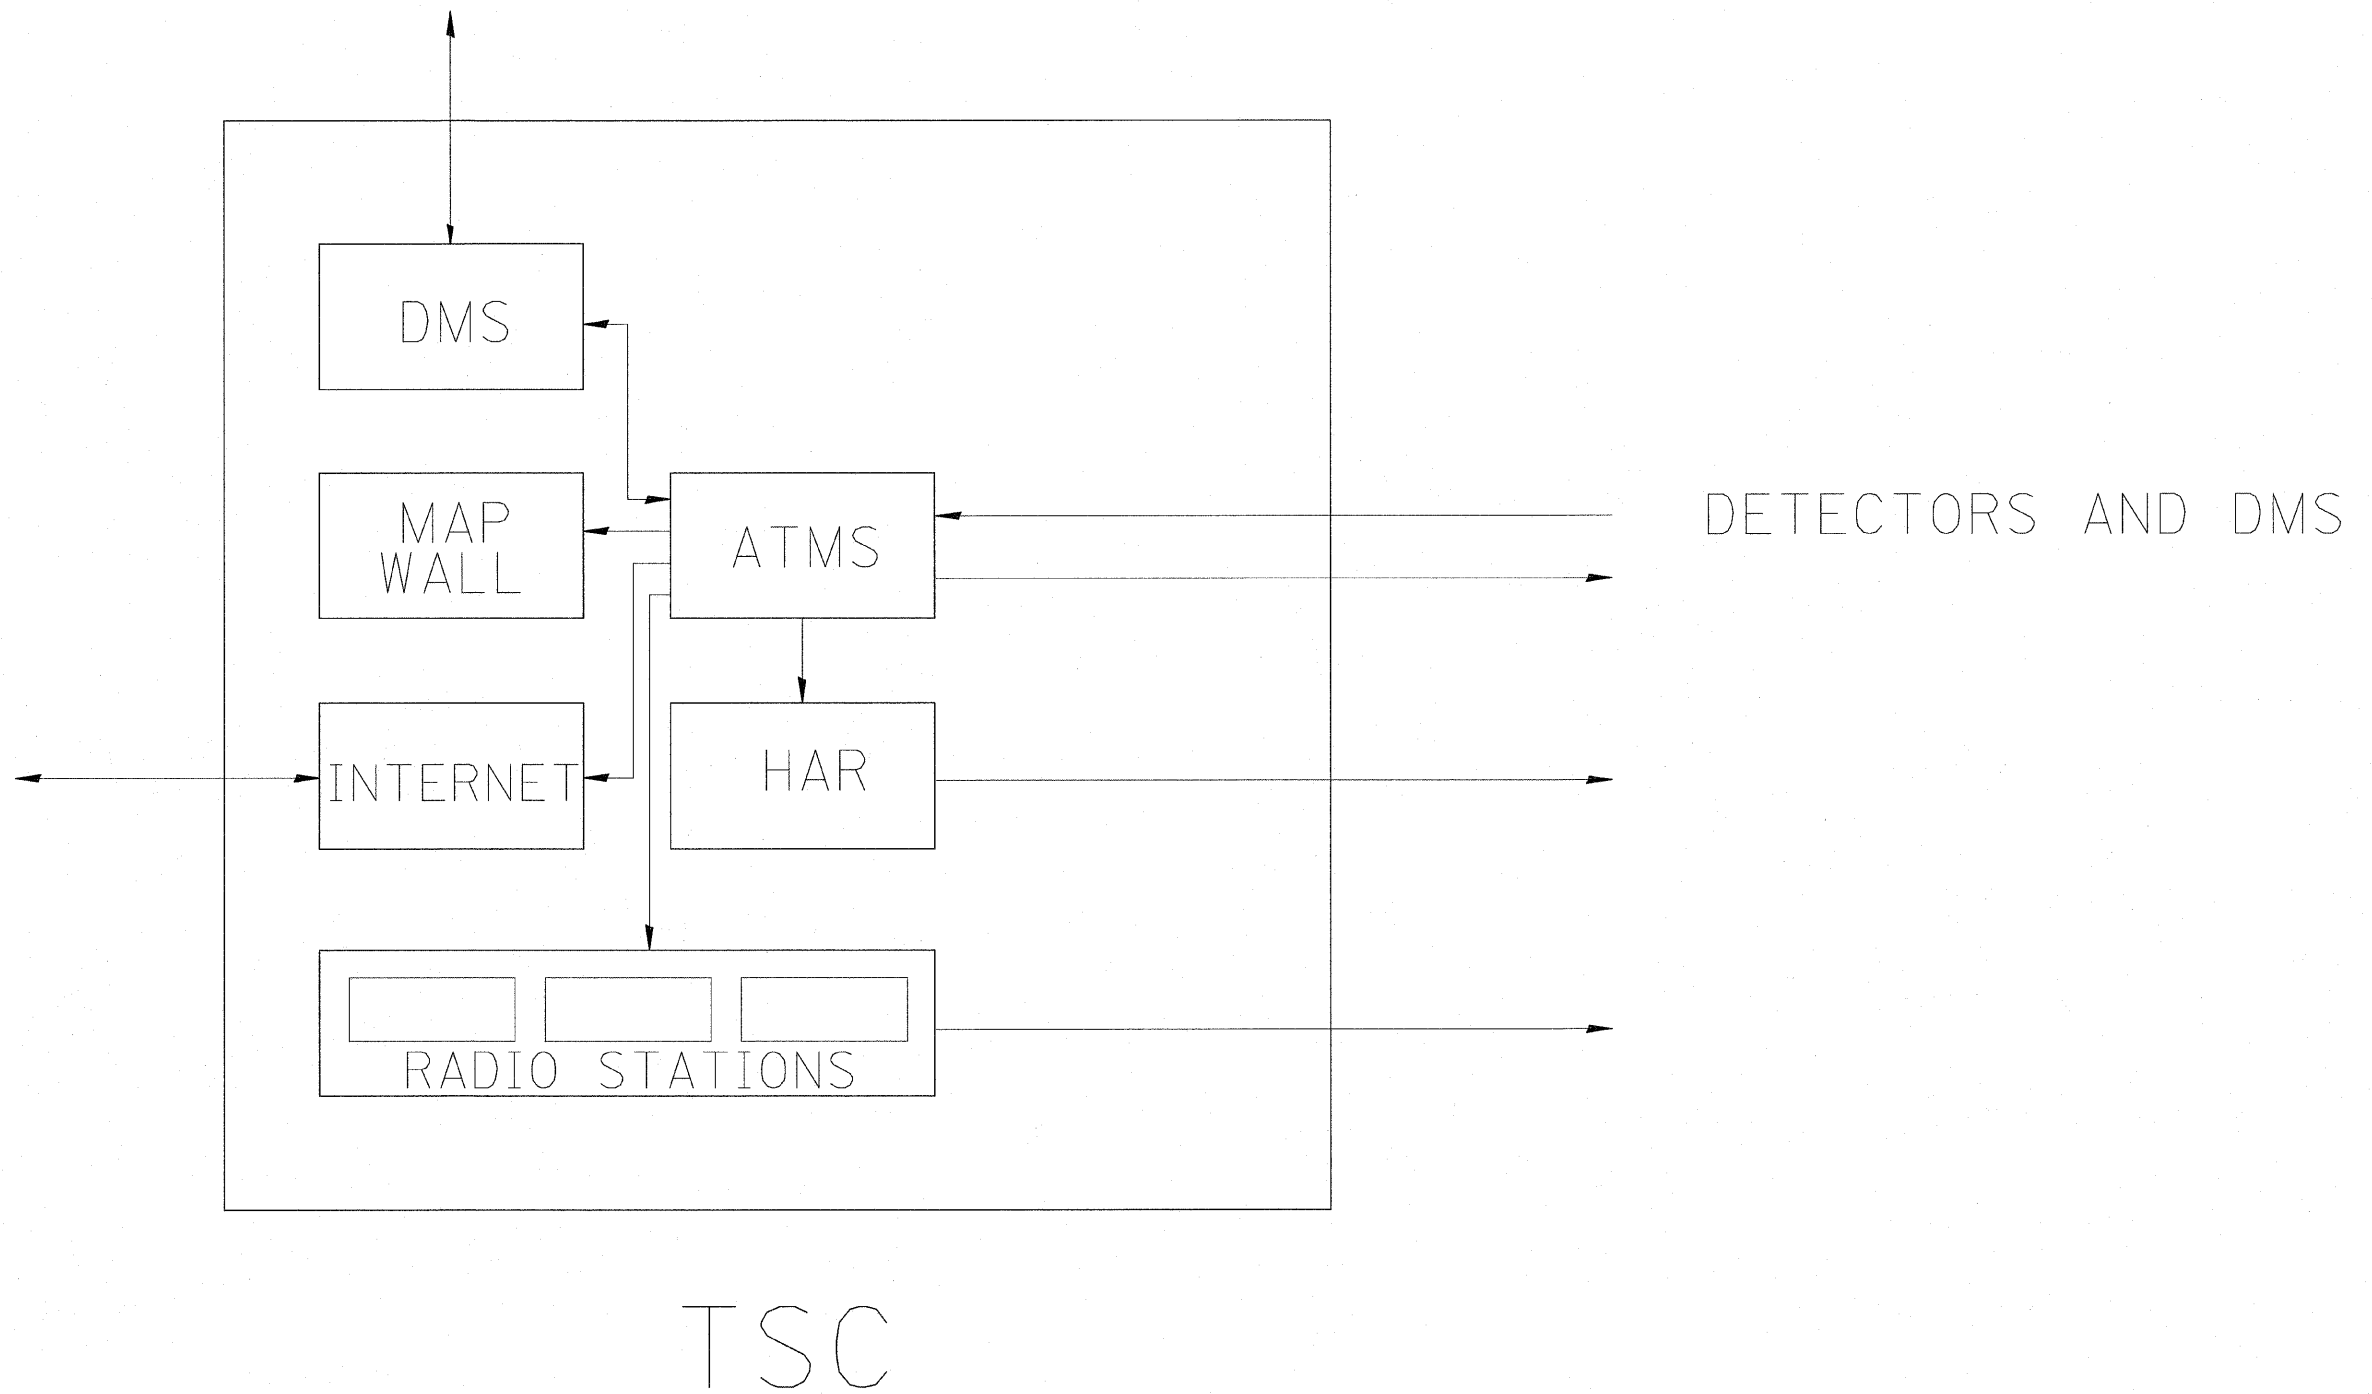 DMS
MAP
WALL
ATMS
DETECTORS AND DMS
INTERNET
HAR
RADIO STATIONS
TSC